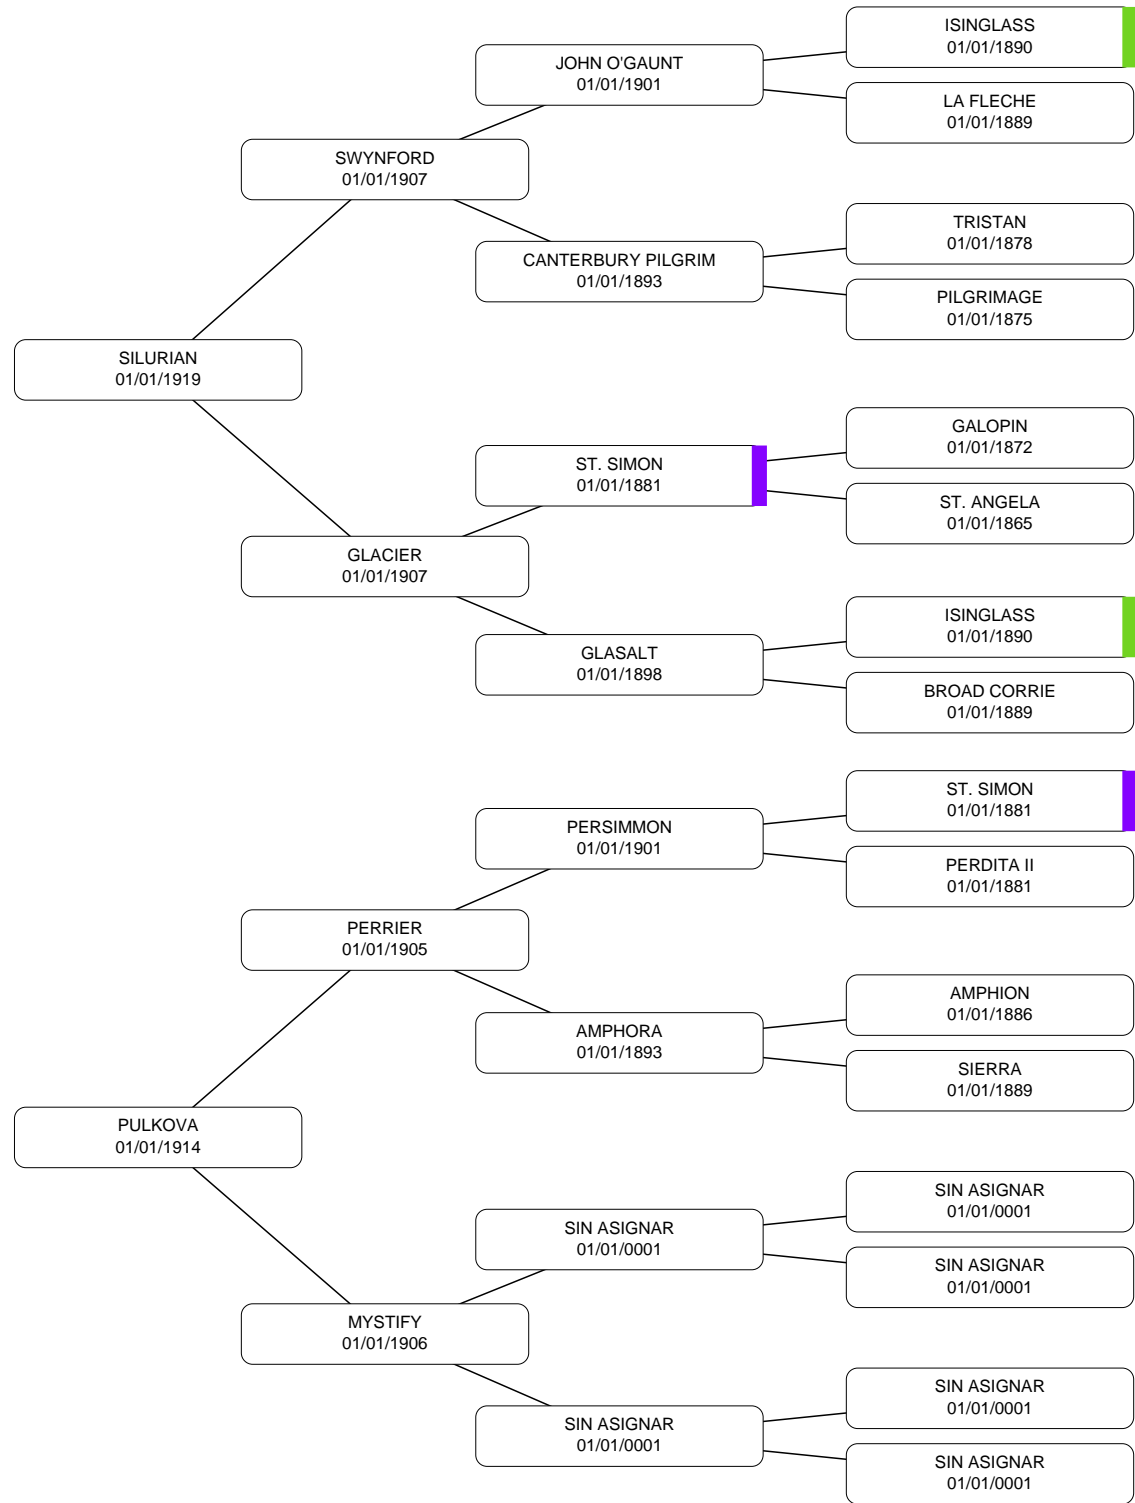 ISINGLASS
01/01/1890
JOHN O'GAUNT
01/01/1901
LA FLECHE
01/01/1889
SWYNFORD
01/01/1907
TRISTAN
01/01/1878
CANTERBURY PILGRIM
01/01/1893
PILGRIMAGE
01/01/1875
SILURIAN
01/01/1919
GALOPIN
01/01/1872
ST. SIMON
01/01/1881
ST. ANGELA
01/01/1865
GLACIER
01/01/1907
ISINGLASS
01/01/1890
GLASALT
01/01/1898
BROAD CORRIE
01/01/1889
ST. SIMON
01/01/1881
PERSIMMON
01/01/1901
PERDITA II
01/01/1881
PERRIER
01/01/1905
AMPHION
01/01/1886
AMPHORA
01/01/1893
SIERRA
01/01/1889
PULKOVA
01/01/1914
SIN ASIGNAR
01/01/0001
SIN ASIGNAR
01/01/0001
SIN ASIGNAR
01/01/0001
MYSTIFY
01/01/1906
SIN ASIGNAR
01/01/0001
SIN ASIGNAR
01/01/0001
SIN ASIGNAR
01/01/0001